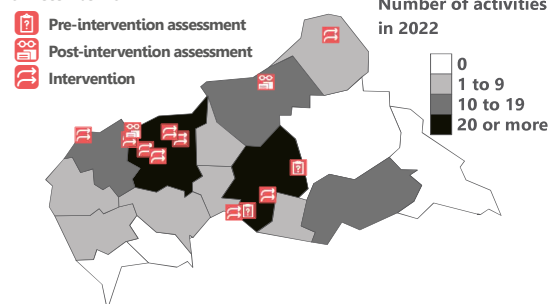 Number of activities
in 2022
Pre-intervention assessment
Post-intervention assessment
Intervention
0
1 to 9
10 to 19
20 or more